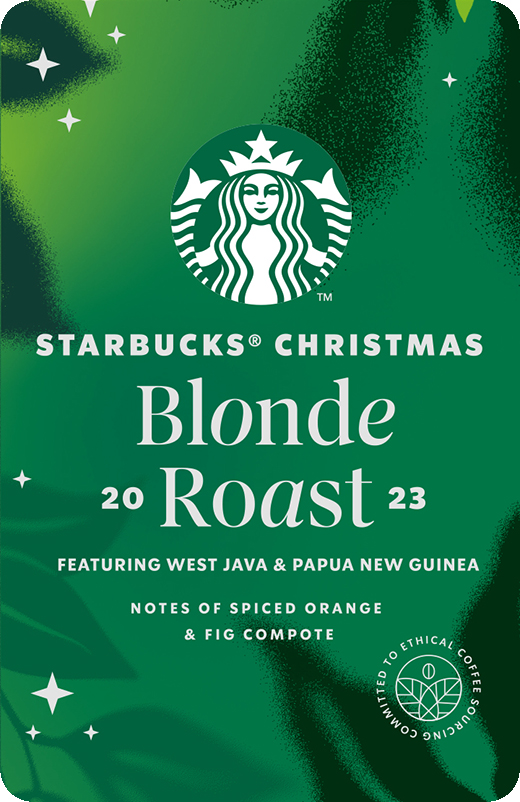 TM
STARBUCKS® CHRISTMAS
Blonde
20 Roast 23
FEATURING WEST JAVA & PAPUA NEW GUINEA
NOTES OF SPICED ORANGE
& FIG COMPOTE
COMMITTED TO ETHICAL COFFEE SOURCING